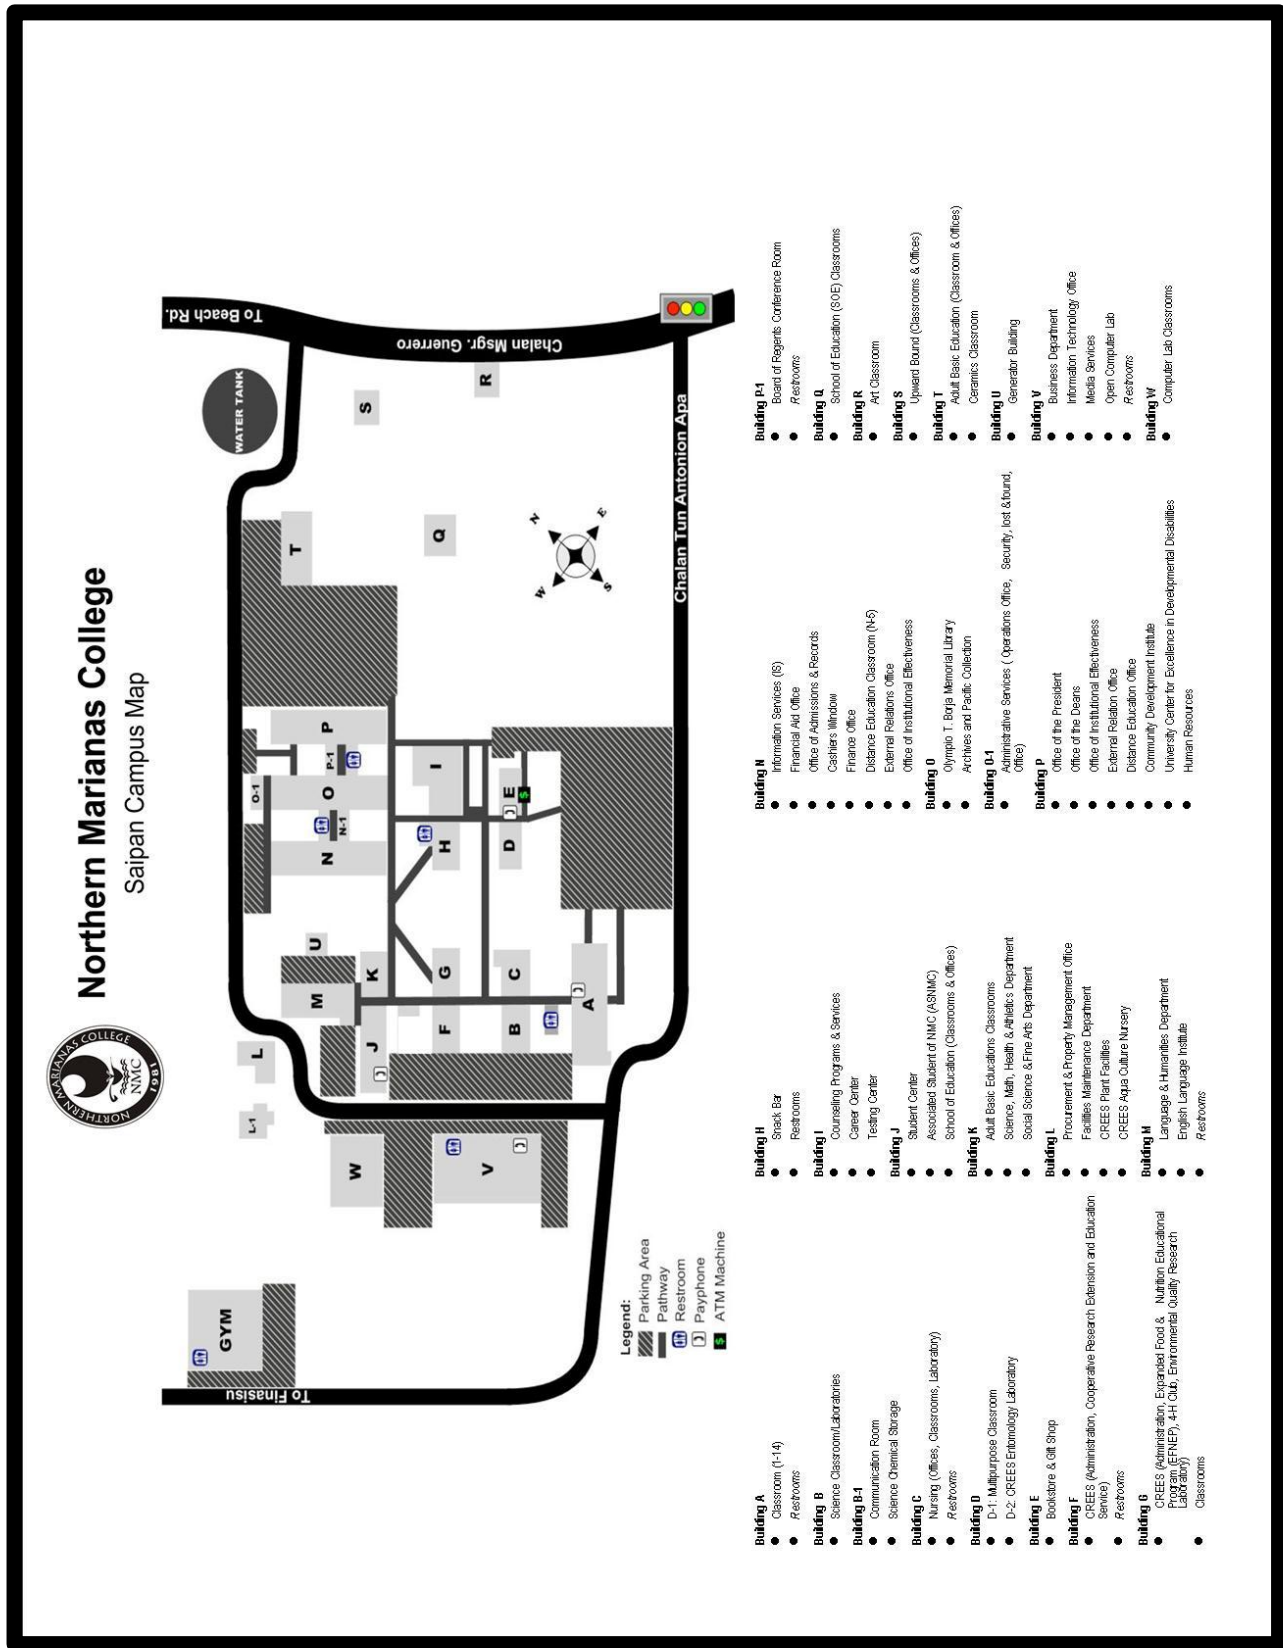 NORTHERN MARIANAS COLLEGE
NMC
1981
Northern Marianas College
Saipan Campus Map
To Finasisu
GYM
L-1
L
W
V
J
M
U
K
F
G
B
C
A
N
N-1
O-1
O
P-1
P
H
I
D
E
T
Q
S
R
WATER TANK
To Beach Rd.
Chalan Msgr. Guerrero
Chalan Tun Antonion Apa
N
E
S
W
Legend:
Parking Area
Pathway
Restroom
Payphone
$ ATM Machine
Building A
● Classroom (1-14)
● Restrooms
Building B
● Science Classroom/Laboratories
Building B-1
● Communication Room
● Science Chemical Storage
Building C
● Nursing (Offices, Classrooms, Laboratory)
● Restrooms
Building D
● D-1: Multipurpose Classroom
● D-2: CREES Entomology Laboratory
Building E
● Bookstore & Gift Shop
Building F
● CREES (Administration, Cooperative Research Extension and Education
Service)
● Restrooms
Building G
● CREES (Administration, Expanded Food & Nutrition Educational
Program (EFNEP), 4-H Club, Environmental Quality Research
Laboratory)
● Classrooms
Building H
● Snack Bar
● Restrooms
Building I
● Counseling Programs & Services
● Career Center
● Testing Center
Building J
● Student Center
● Associated Student of NMC (ASNMC)
● School of Education (Classrooms & Offices)
Building K
● Adult Basic Educations Classrooms
● Science, Math, Health & Athletics Department
● Social Science & Fine Arts Department
Building L
● Procurement & Property Management Office
● Facilities Maintenance Department
● CREES Plant Facilities
● CREES Aqua Culture Nursery
Building M
● Language & Humanities Department
● English Language Institute
● Restrooms
Building N
● Information Services (IS)
● Financial Aid Office
● Office of Admissions & Records
● Cashiers Window
● Finance Office
● Distance Education Classroom (N-5)
● External Relations Office
● Office of Institutional Effectiveness
Building O
● Olympio T. Borja Memorial Library
● Archives and Pacific Collection
Building O-1
● Administrative Services ( Operations Office, Security, lost & found,
Office)
Building P
● Office of the President
● Office of the Deans
● Office of Institutional Effectiveness
● External Relation Office
● Distance Education Office
● Community Development Institute
● University Center for Excellence in Developmental Disabilities
● Human Resources
Building P-1
● Board of Regents Conference Room
● Restrooms
Building Q
● School of Education (SOE) Classrooms
Building R
● Art Classroom
Building S
● Upward Bound (Classrooms & Offices)
Building T
● Adult Basic Education (Classroom & Offices)
● Ceramics Classroom
Building U
● Generator Building
Building V
● Business Department
● Information Technology Office
● Media Services
● Open Computer Lab
● Restrooms
Building W
● Computer Lab Classrooms